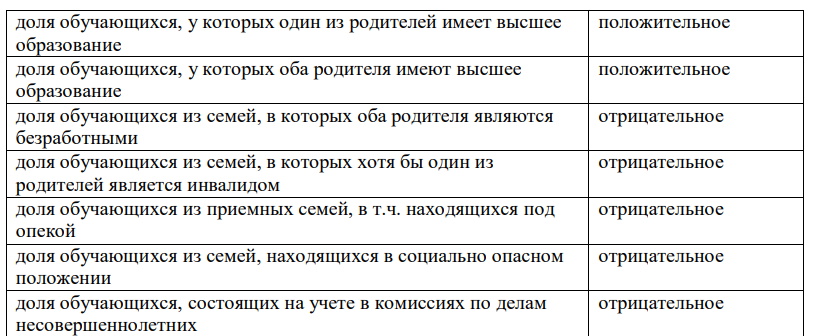 доля обучающихся, у которых один из родителей имеет высшее положительное
образование
доля обучающихся, у которых оба родителя имеют высшее положительное
образование
доля обучающихся из семей, в которых оба родителя являются отрицательное
безработными
доля обучающихся из семей, в которых хотя бы один из отрицательное
родителей является инвалидом
доля обучающихся из приемных семей, в т.ч. находящихся под отрицательное
опекой
доля обучающихся из семей, находящихся в социально опасном отрицательное
положении
доля обучающихся, состоящих на учете в комиссиях по делам отрицательное
несовершеннолетних